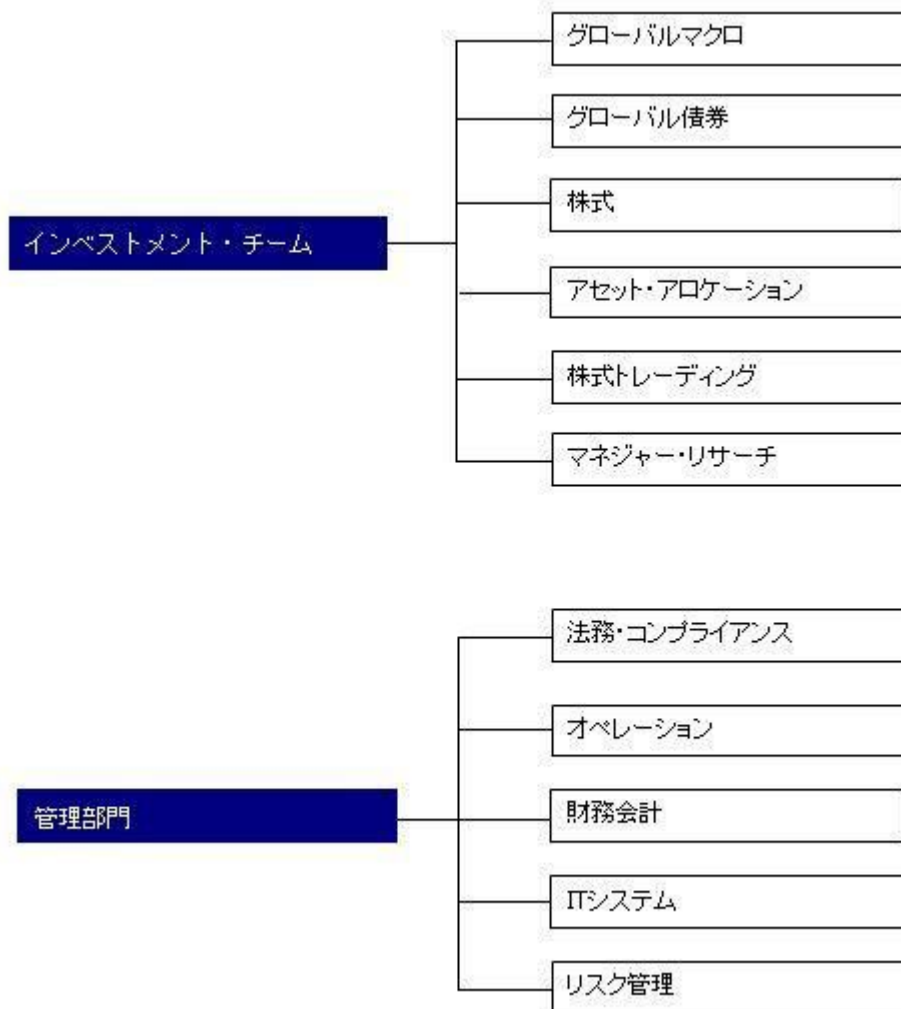 インベストメント・チーム
グローバルマクロ
グローバル債券
株式
アセット・アロケーション
株式トレーディング
マネジャー・リサーチ
管理部門
法務・コンプライアンス
オペレーション
財務会計
ITシステム
リスク管理